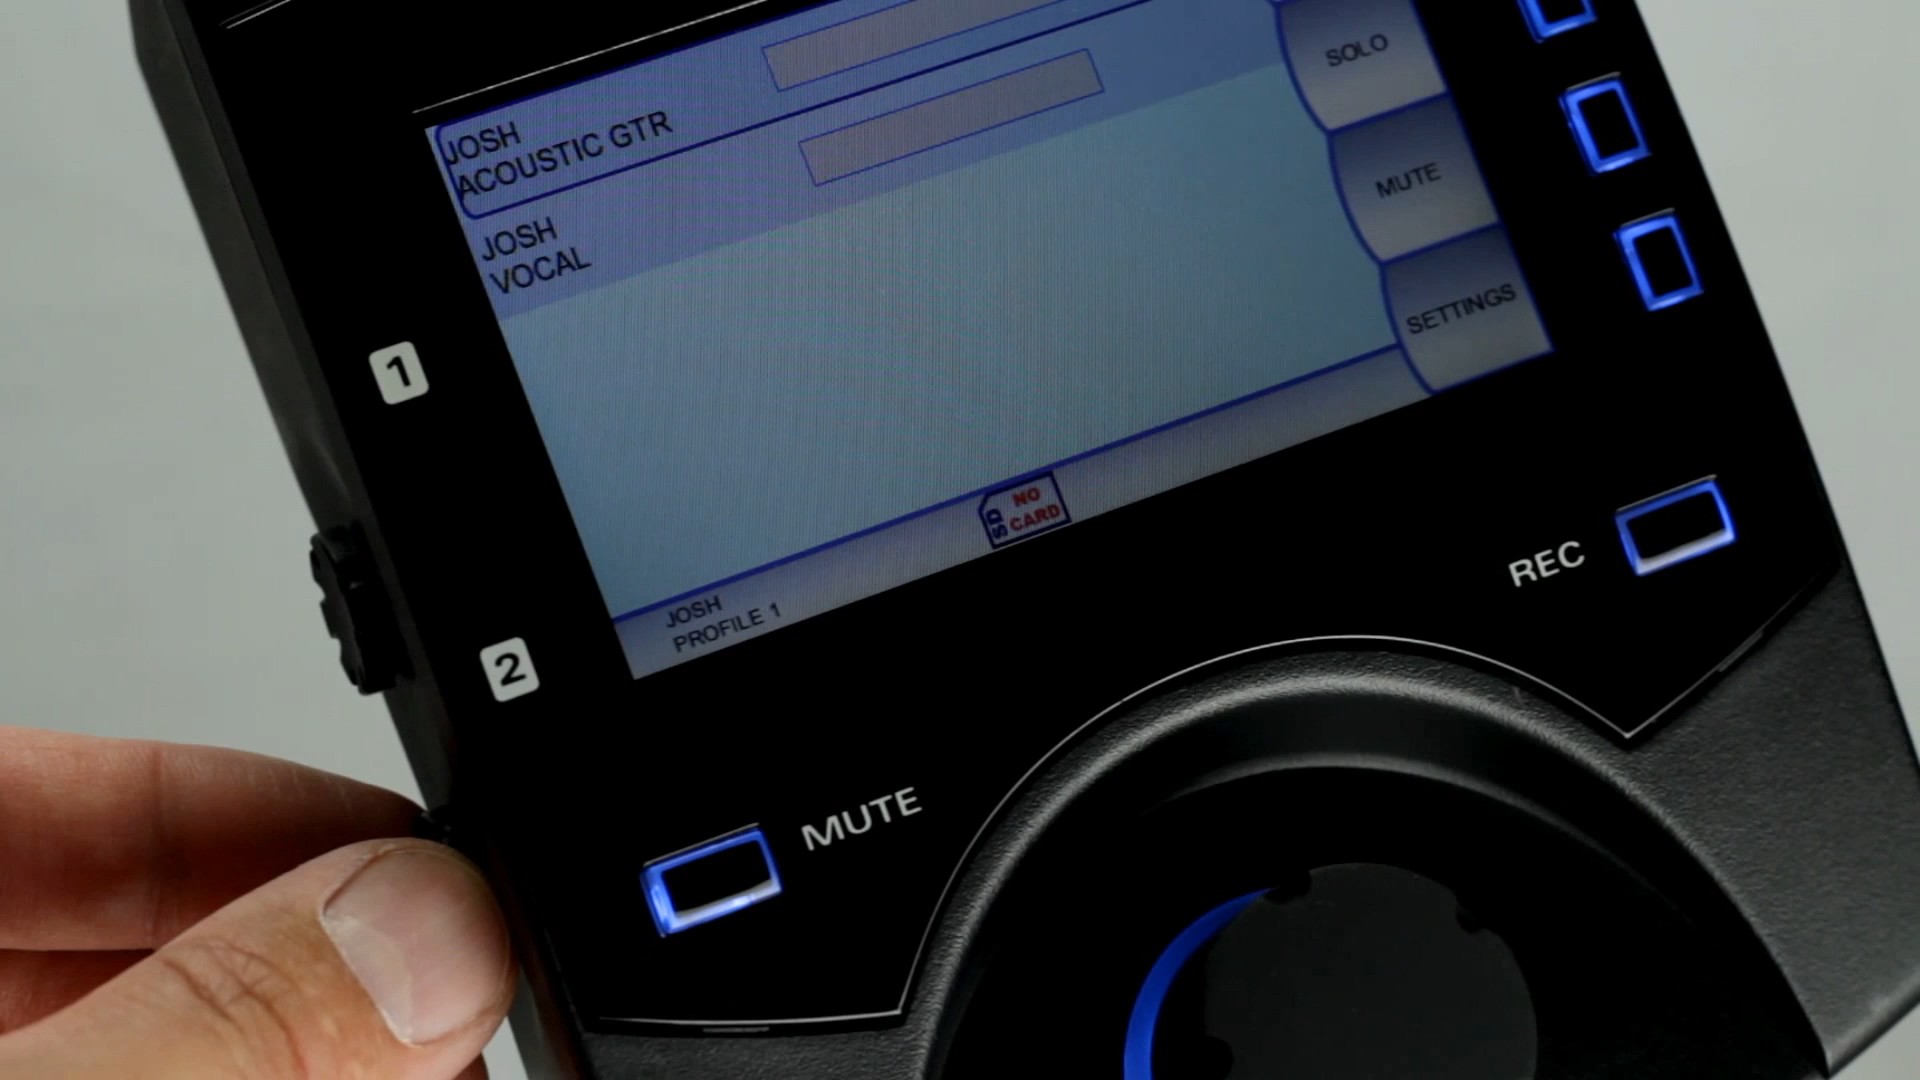 JOSH
ACOUSTIC GTR
JOSH
VOCAL
SOLO
MUTE
SETTINGS
1
SD
NO
CARD
JOSH
PROFILE 1
REC
2
MUTE